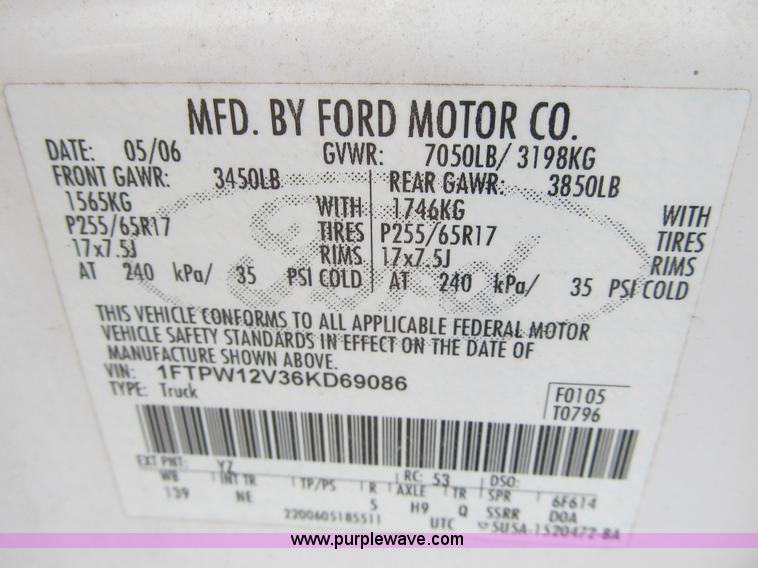 MFD. BY FORD MOTOR CO.
DATE: 05/06 GVWR: 7050LB/ 3198KG
FRONT GAWR: 3450LB REAR GAWR: 3850LB
1565KG WITH 1746KG WITH
P255/65R17 TIRES P255/65R17 TIRES
17x7.5J RIMS 17x7.5J RIMS
AT 240 kPa/ 35 PSI COLD AT 240 kPa/ 35 PSI COLD
THIS VEHICLE CONFORMS TO ALL APPLICABLE FEDERAL MOTOR
VEHICLE SAFETY STANDARDS IN EFFECT ON THE DATE OF
MANUFACTURE SHOWN ABOVE.
VIN: 1FTPW12V36KD69086
TYPE: Truck
F0105
T0796
EXT PNT: YZ RC: 53 DSO:
WB INT TR TP/PS R AXLE TR SPR 6F614
139 NE 5 H9 Q SSRR DOA
2200605185511 UTC 5U5A-1520472-BA
www.purplewave.com